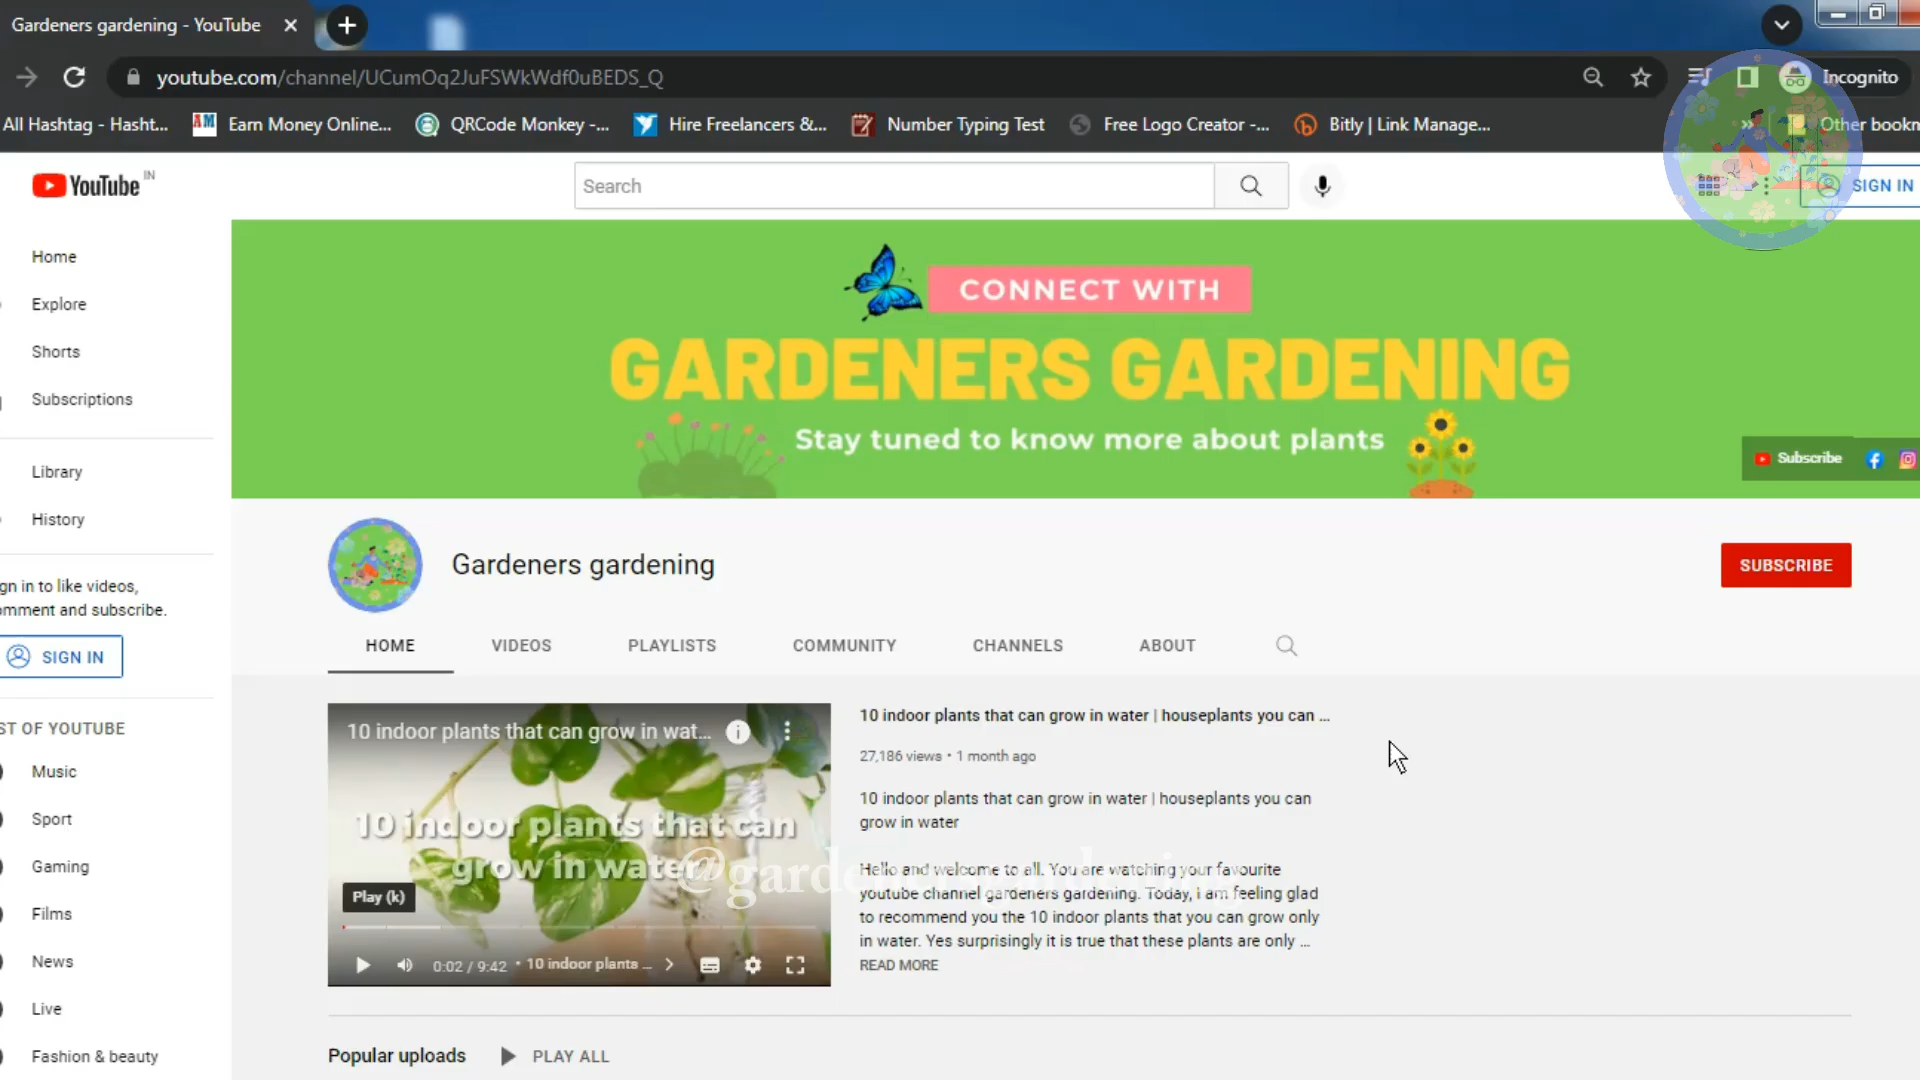 Gardeners gardening - YouTube
youtube.com/channel/UCumOq2JuFSWkWdf0uBEDS_Q
Incognito
All Hashtag - Hasht...
Earn Money Online...
QRCode Monkey -...
Hire Freelancers &...
Number Typing Test
Free Logo Creator -...
Bitly | Link Manage...
»
Other bookn
YouTube IN
Search
SIGN IN
Home
Explore
Shorts
Subscriptions
Library
History
gn in to like videos,
omment and subscribe.
SIGN IN
ST OF YOUTUBE
Music
Sport
Gaming
Films
News
Live
Fashion & beauty
CONNECT WITH
GARDENERS GARDENING
Stay tuned to know more about plants
Subscribe
Gardeners gardening
SUBSCRIBE
HOME
VIDEOS
PLAYLISTS
COMMUNITY
CHANNELS
ABOUT
10 indoor plants that can grow in wat...
10 indoor plants that can
grow in water
Play (k)
0:02 / 9:42 • 10 indoor plants ...
10 indoor plants that can grow in water | houseplants you can ...
27,186 views • 1 month ago
10 indoor plants that can grow in water | houseplants you can
grow in water
Hello and welcome to all. You are watching your favourite
youtube channel gardeners gardening. Today, I am feeling glad
to recommend you the 10 indoor plants that you can grow only
in water. Yes surprisingly it is true that these plants are only ...
READ MORE
@gardenersgardening
Popular uploads
PLAY ALL